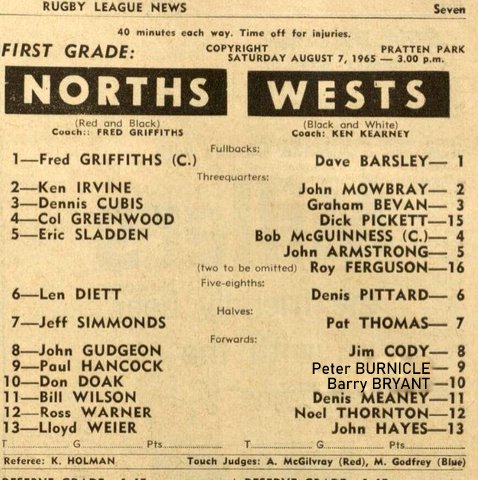 RUGBY LEAGUE NEWS Seven
40 minutes each way. Time off for injuries.
FIRST GRADE: COPYRIGHT PRATTEN PARK
SATURDAY AUGUST 7, 1965 — 3.00 p.m.
NORTHS WESTS
(Red and Black) (Black and White)
Coach:: FRED GRIFFITHS Coach: KEN KEARNEY
Fullbacks:
1—Fred GRIFFITHS (C.) Dave BARSLEY— 1
Threequarters:
2—Ken IRVINE John MOWBRAY— 2
3—Dennis CUBIS Graham BEVAN— 3
4—Col GREENWOOD Dick PICKETT—15
5—Eric SLADDEN Bob McGUINNESS (C.)— 4
John ARMSTRONG— 5
(two to be omitted) Roy FERGUSON—16
Five-eighths:
6—Len DIETT Denis PITTARD— 6
Halves:
7—Jeff SIMMONDS Pat THOMAS— 7
Forwards:
8—John GUDGEON Jim CODY— 8
9—Paul HANCOCK Peter BURNICLE — 9
10—Don DOAK Barry BRYANT —10
11—Bill WILSON Denis MEANEY—11
12—Ross WARNER Noel THORNTON—12
13—Lloyd WEIER John HAYES—13
T. G. Pts. T. G. Pts.
Referee: K. HOLMAN Touch Judges: A. McGilvray (Red), M. Godfrey (Blue)